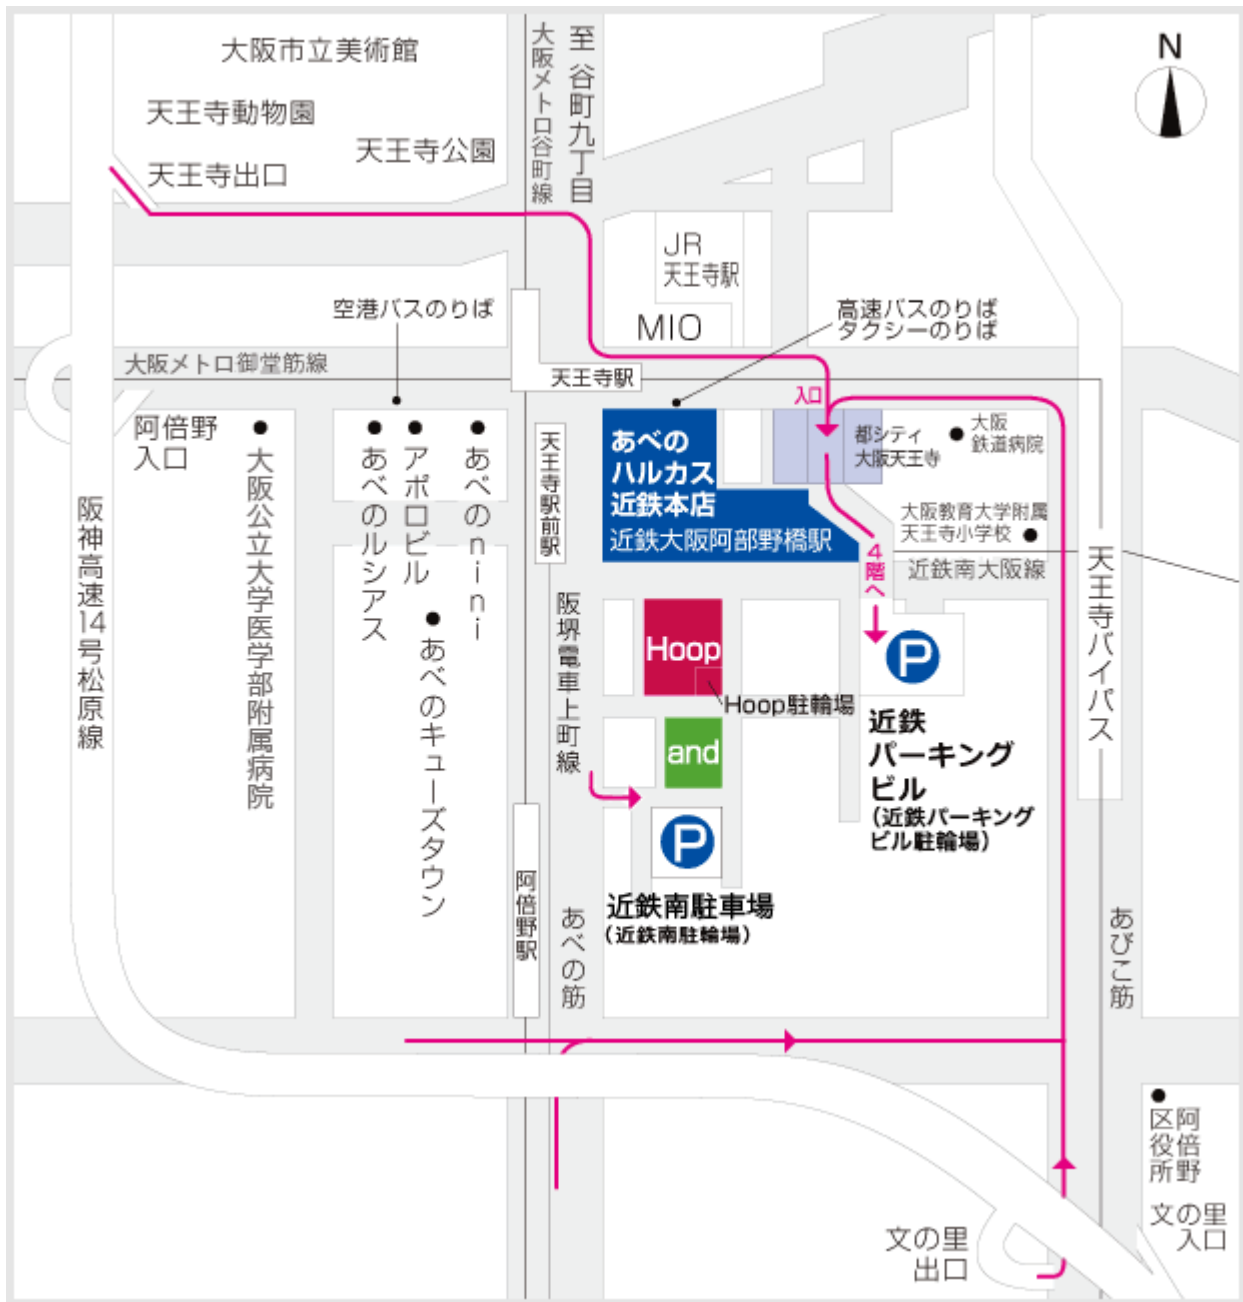 大阪市立美術館
天王寺動物園
天王寺公園
天王寺出口
大阪メトロ谷町線
至 谷町九丁目
N
JR
天王寺駅
MIO
空港バスのりば
高速バスのりば
タクシーのりば
大阪メトロ御堂筋線
天王寺駅
入口
阿倍野
入口
大阪公立大学医学部附属病院
あべのルシアス
アポロビル
あべのnini
あべのキューズタウン
天王寺駅前駅
あべの
ハルカス
近鉄本店
近鉄大阪阿部野橋駅
都シティ
大阪天王寺
大阪
鉄道病院
大阪教育大学附属
天王寺小学校
近鉄南大阪線
4階へ
阪神高速14号松原線
阪堺電車上町線
Hoop
Hoop駐輪場
and
P
近鉄
パーキング
ビル
(近鉄パーキング
ビル駐輪場)
P
近鉄南駐車場
(近鉄南駐輪場)
天王寺バイパス
阿倍野駅
あべの筋
あびこ筋
阿倍野
区役所
文の里
入口
文の里
出口